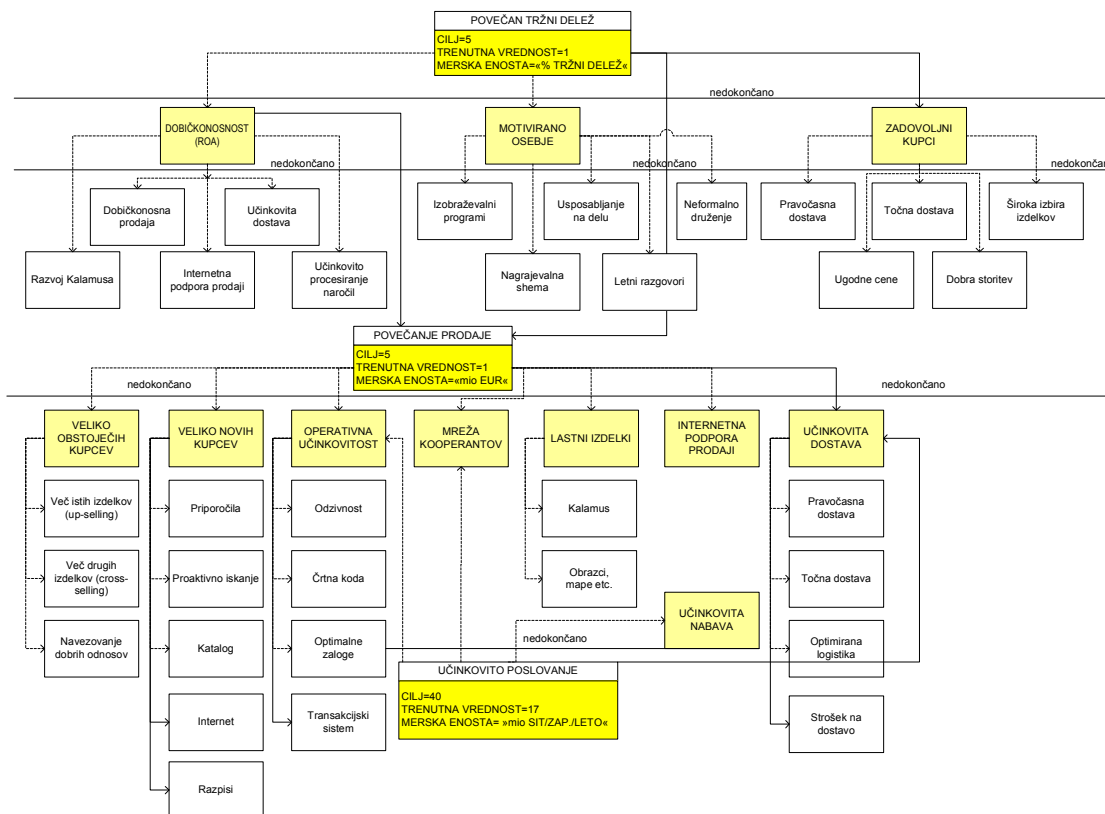 POVEČAN TRŽNI DELEŽ
CILJ=5
TRENUTNA VREDNOST=1
MERSKA ENOSTA=«% TRŽNI DELEŽ«
nedokončano
DOBIČKONOSNOST
(ROA)
MOTIVIRANO
OSEBJE
ZADOVOLJNI
KUPCI
nedokončano
nedokončano
nedokončano
Dobičkonosna
prodaja
Učinkovita
dostava
Izobraževalni
programi
Usposabljanje
na delu
Neformalno
druženje
Pravočasna
dostava
Točna dostava
Široka izbira
izdelkov
Razvoj Kalamusa
Internetna
podpora prodaji
Učinkovito
procesiranje
naročil
Nagrajevalna
shema
Letni razgovori
Ugodne cene
Dobra storitev
POVEČANJE PRODAJE
CILJ=5
TRENUTNA VREDNOST=1
MERSKA ENOSTA=«mio EUR«
nedokončano
nedokončano
VELIKO
OBSTOJEČIH
KUPCEV
VELIKO NOVIH
KUPCEV
OPERATIVNA
UČINKOVITOST
MREŽA
KOOPERANTOV
LASTNI IZDELKI
INTERNETNA
PODPORA
PRODAJI
UČINKOVITA
DOSTAVA
Več istih izdelkov
(up-selling)
Priporočila
Odzivnost
Kalamus
Pravočasna
dostava
Več drugih
izdelkov (cross-
selling)
Proaktivno iskanje
Črtna koda
Obrazci,
mape etc.
Točna dostava
UČINKOVITA
NABAVA
Navezovanje
dobrih odnosov
Katalog
Optimalne
zaloge
nedokončano
Optimirana
logistika
UČINKOVITO POSLOVANJE
CILJ=40
TRENUTNA VREDNOST=17
MERSKA ENOSTA= »mio SIT/ZAP./LETO«
Internet
Transakcijski
sistem
Strošek na
dostavo
Razpisi